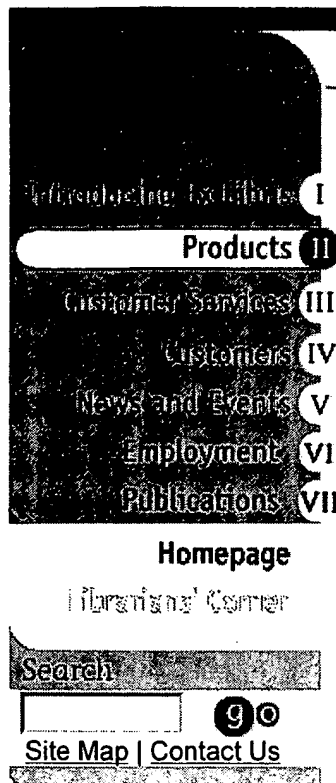 Introducing Ex Libris I
Products II
Customer Services III
Customers IV
News and Events V
Employment VI
Publications VII
Homepage
Librarians' Corner
Search
go
Site Map | Contact Us